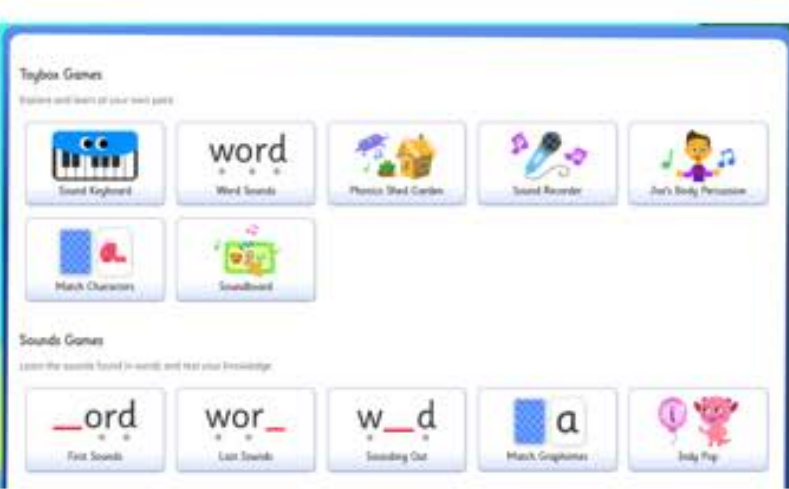 Toybox Games
Explore and learn at your own pace
word
Sound Keyboard
Word Sounds
Phonics Shed Garden
Sound Recorder
Joe's Body Percussion
a
Match Characters
Soundboard
Sounds Games
Learn the sounds found in words and test your knowledge.
_ord
wor_
w_d
a
i
First Sounds
Last Sounds
Sounding Out
Match Graphemes
Indy Pop